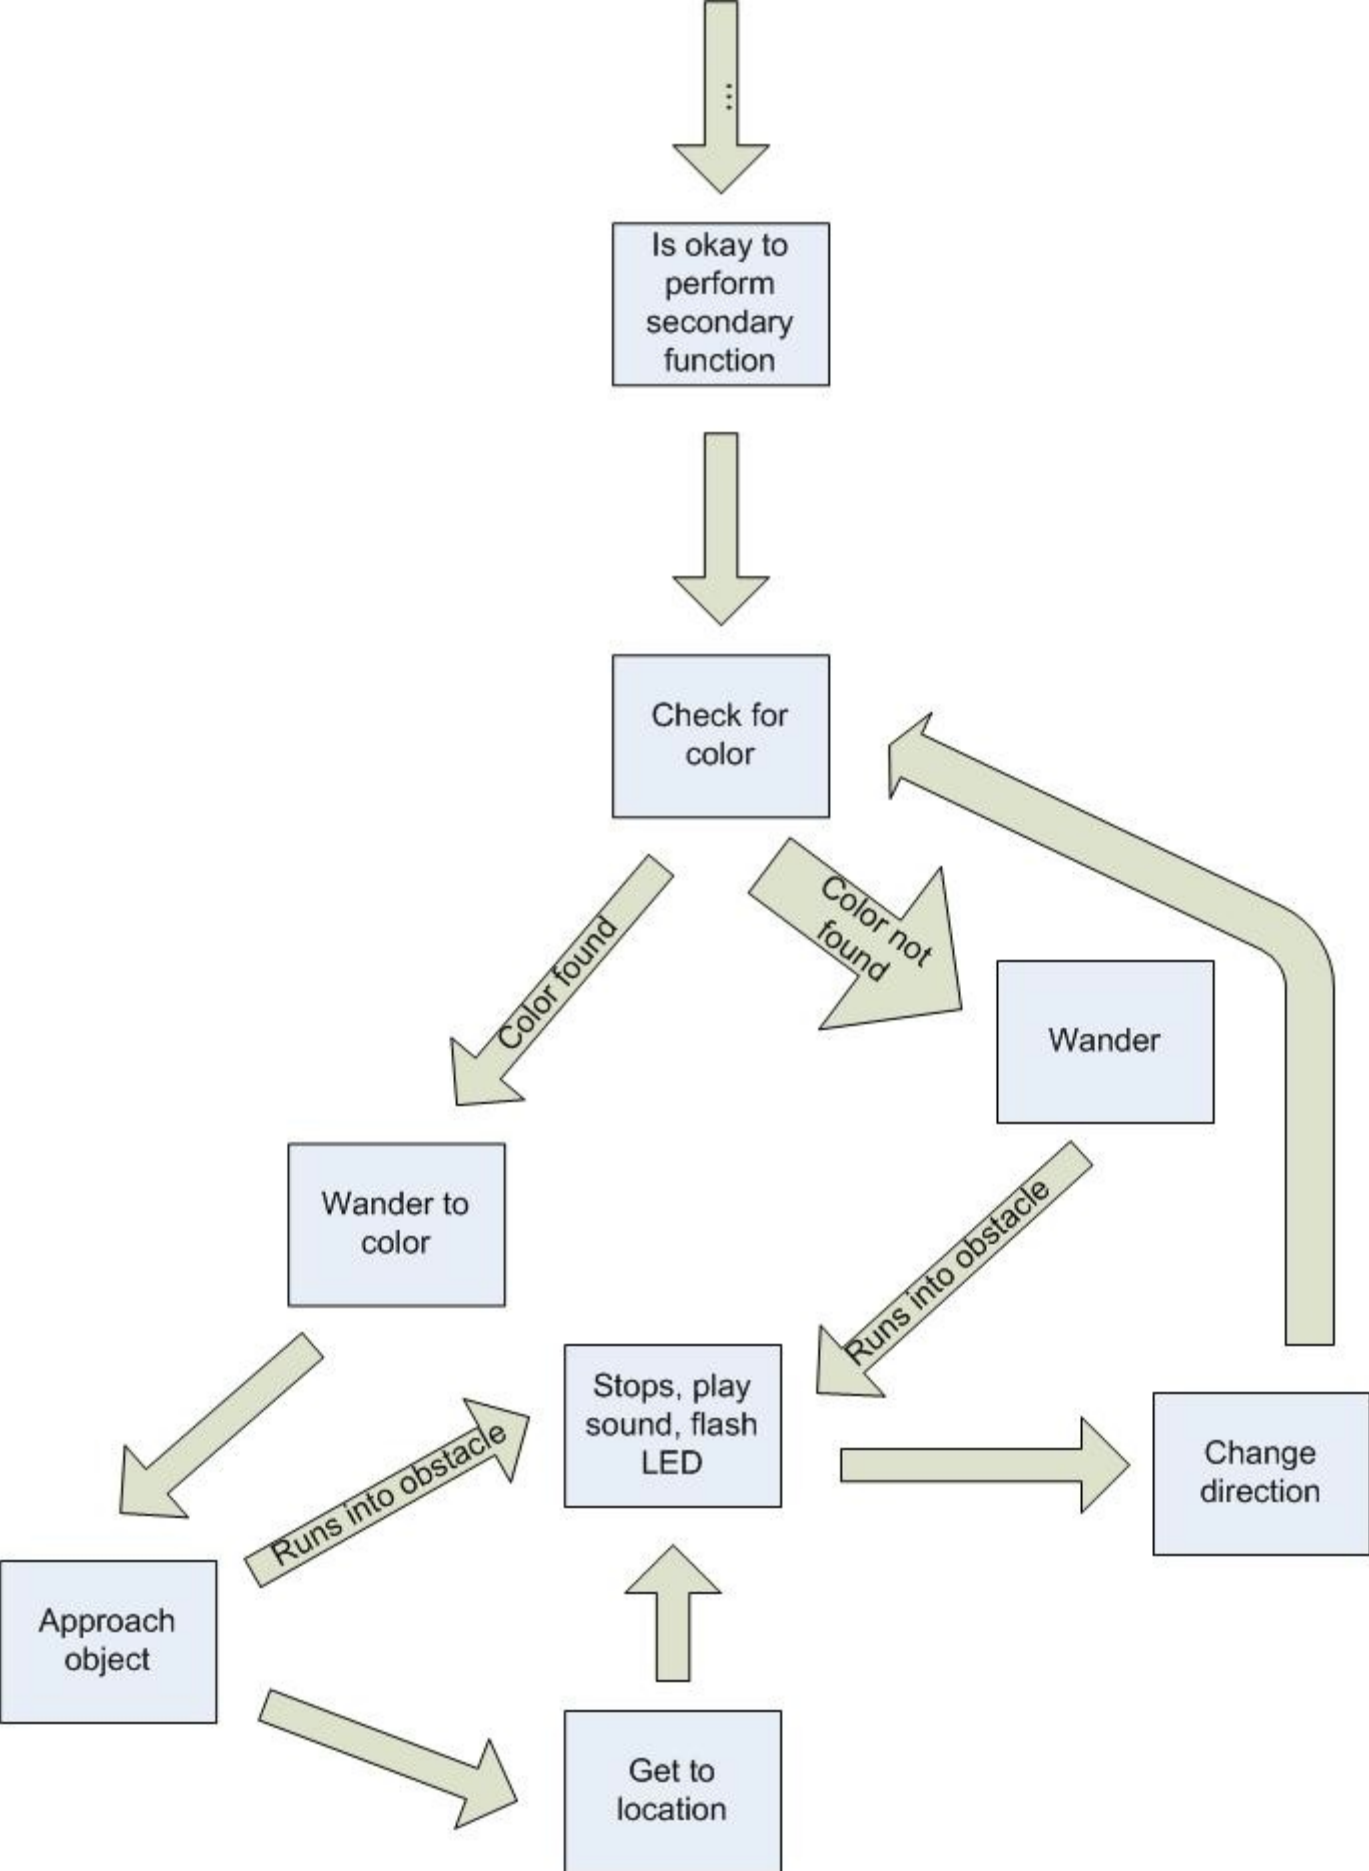 ...
Is okay to
perform
secondary
function
Check for
color
Color found
Color not
found
Wander
Wander to
color
Runs into obstacle
Stops, play
sound, flash
LED
Runs into obstacle
Change
direction
Approach
object
Get to
location